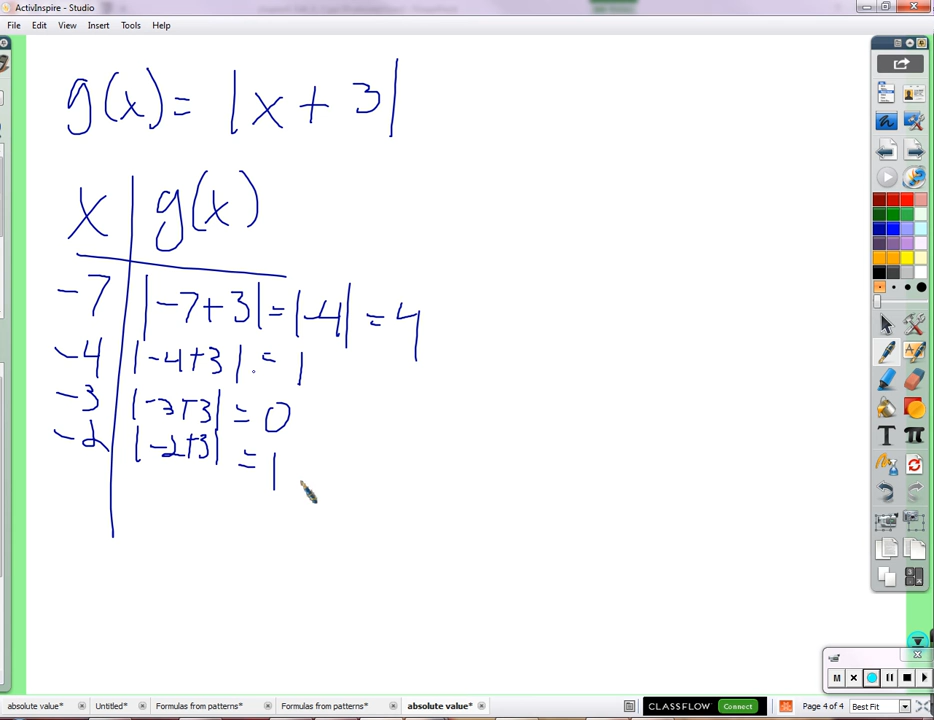 ActivInspire - Studio
File Edit View Insert Tools Help
g(x) = |x + 3|
x g(x)
-7 |-7+3| = |-4| = 4
-4 |-4+3| = 1
-3 |-3+3| = 0
-2 |-2+3| = 1
T π
M
absolute value* Untitled* Formulas from patterns* Formulas from patterns* absolute value* CLASSFLOW Connect Page 4 of 4 Best Fit